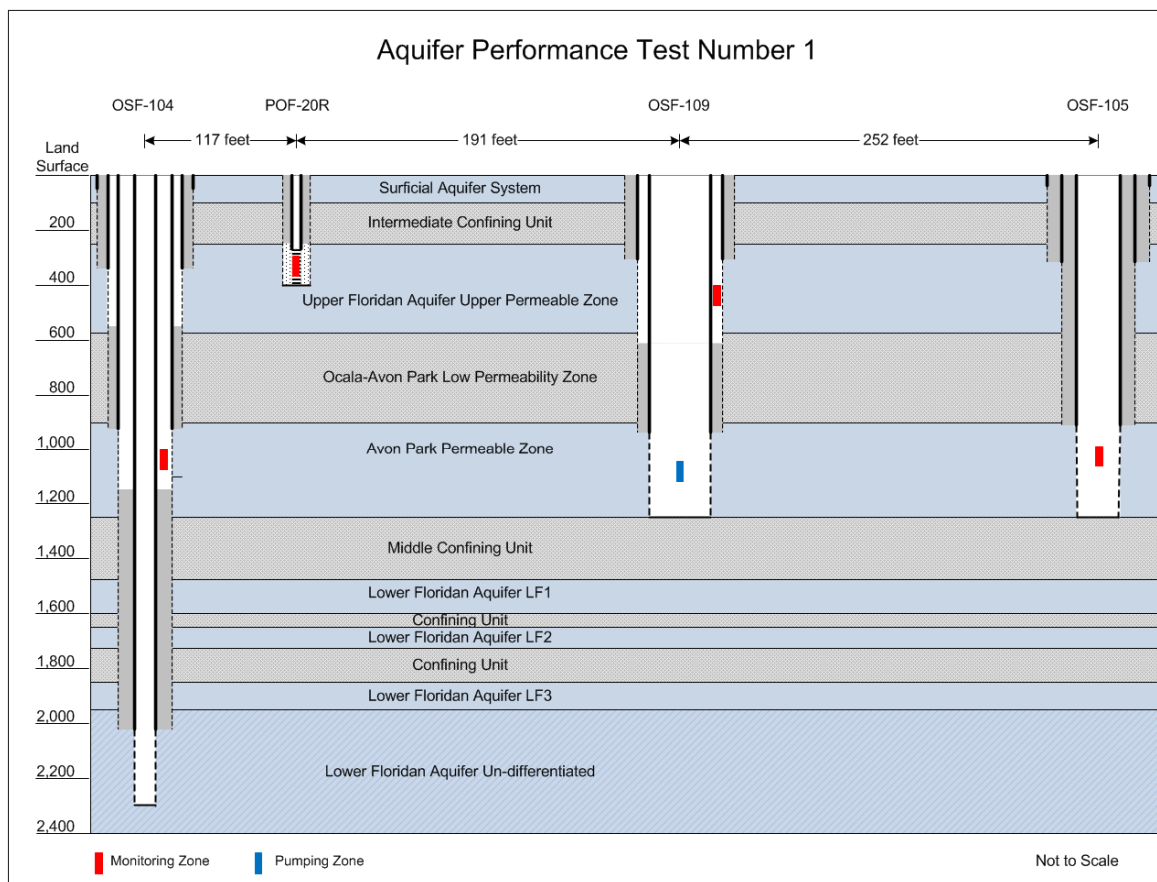 Aquifer Performance Test Number 1
OSF-104
POF-20R
OSF-109
OSF-105
117 feet
191 feet
252 feet
Land
Surface
Surficial Aquifer System
200
Intermediate Confining Unit
400
Upper Floridan Aquifer Upper Permeable Zone
600
Ocala-Avon Park Low Permeability Zone
800
1,000
Avon Park Permeable Zone
1,200
1,400
Middle Confining Unit
Lower Floridan Aquifer LF1
1,600
Confining Unit
Lower Floridan Aquifer LF2
1,800
Confining Unit
Lower Floridan Aquifer LF3
2,000
2,200
Lower Floridan Aquifer Un-differentiated
2,400
Monitoring Zone
Pumping Zone
Not to Scale